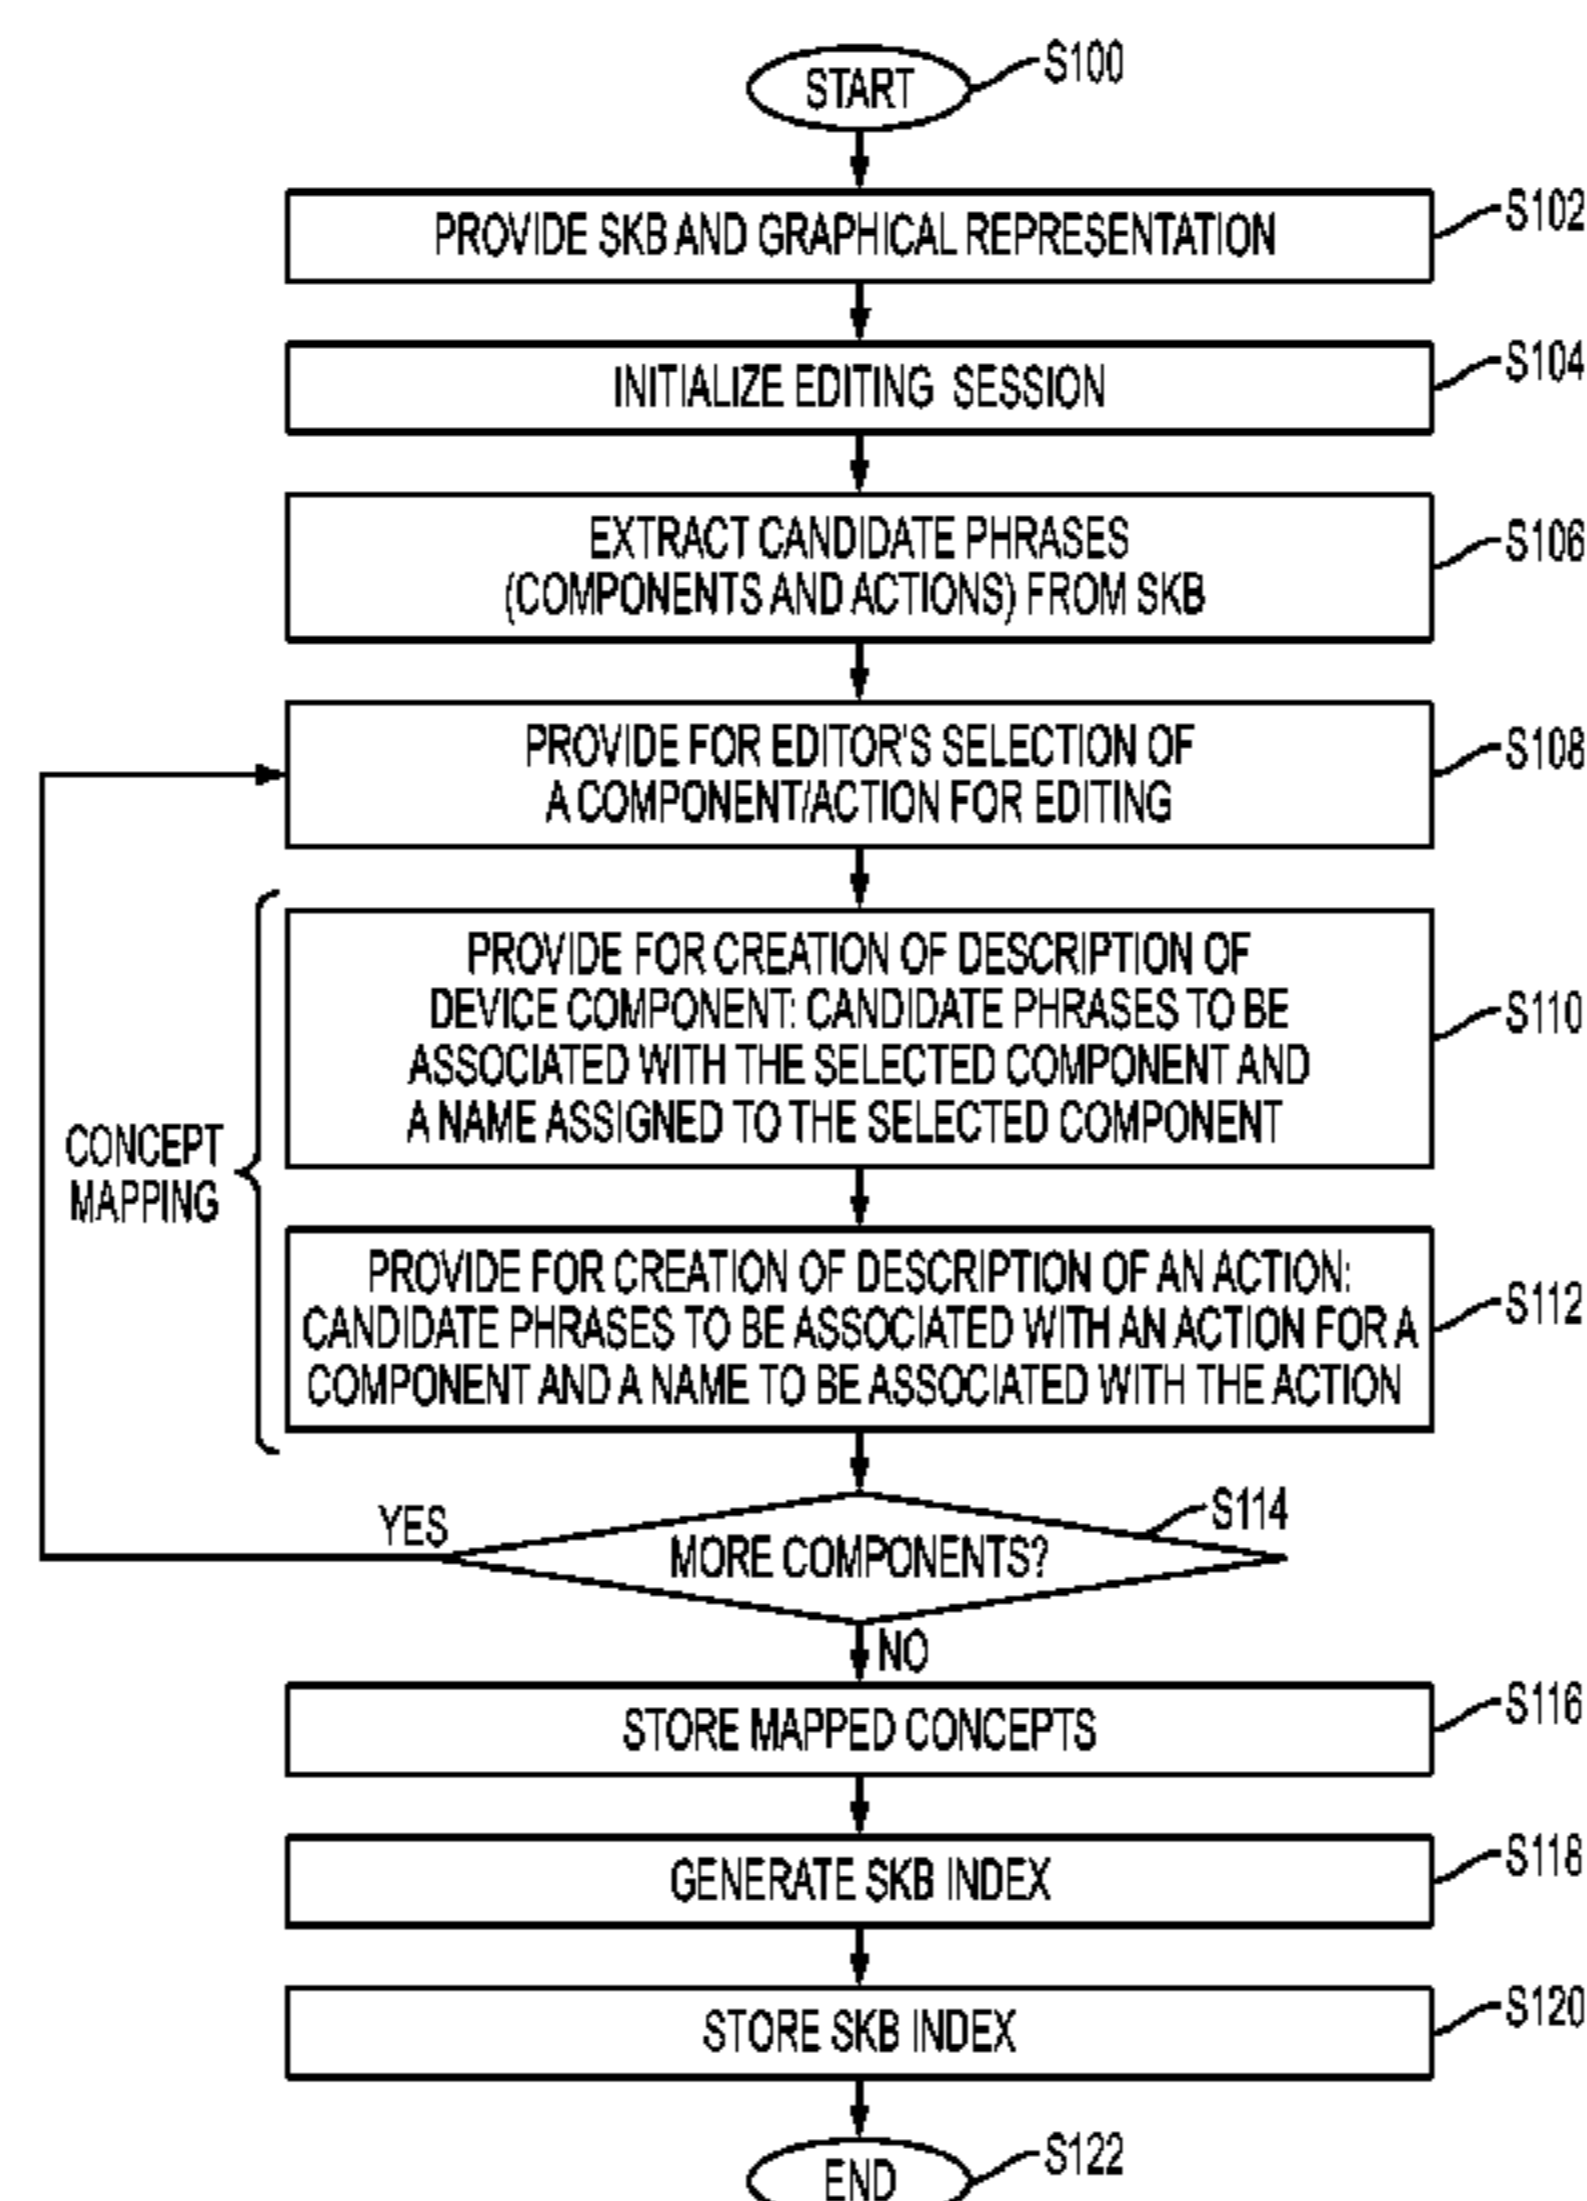 START
S100
PROVIDE SKB AND GRAPHICAL REPRESENTATION
S102
INITIALIZE EDITING SESSION
S104
EXTRACT CANDIDATE PHRASES
(COMPONENTS AND ACTIONS) FROM SKB
S106
PROVIDE FOR EDITOR'S SELECTION OF
A COMPONENT/ACTION FOR EDITING
S108
CONCEPT
MAPPING
PROVIDE FOR CREATION OF DESCRIPTION OF
DEVICE COMPONENT: CANDIDATE PHRASES TO BE
ASSOCIATED WITH THE SELECTED COMPONENT AND
A NAME ASSIGNED TO THE SELECTED COMPONENT
S110
PROVIDE FOR CREATION OF DESCRIPTION OF AN ACTION:
CANDIDATE PHRASES TO BE ASSOCIATED WITH AN ACTION FOR A
COMPONENT AND A NAME TO BE ASSOCIATED WITH THE ACTION
S112
YES
MORE COMPONENTS?
S114
NO
STORE MAPPED CONCEPTS
S116
GENERATE SKB INDEX
S118
STORE SKB INDEX
S120
END
S122